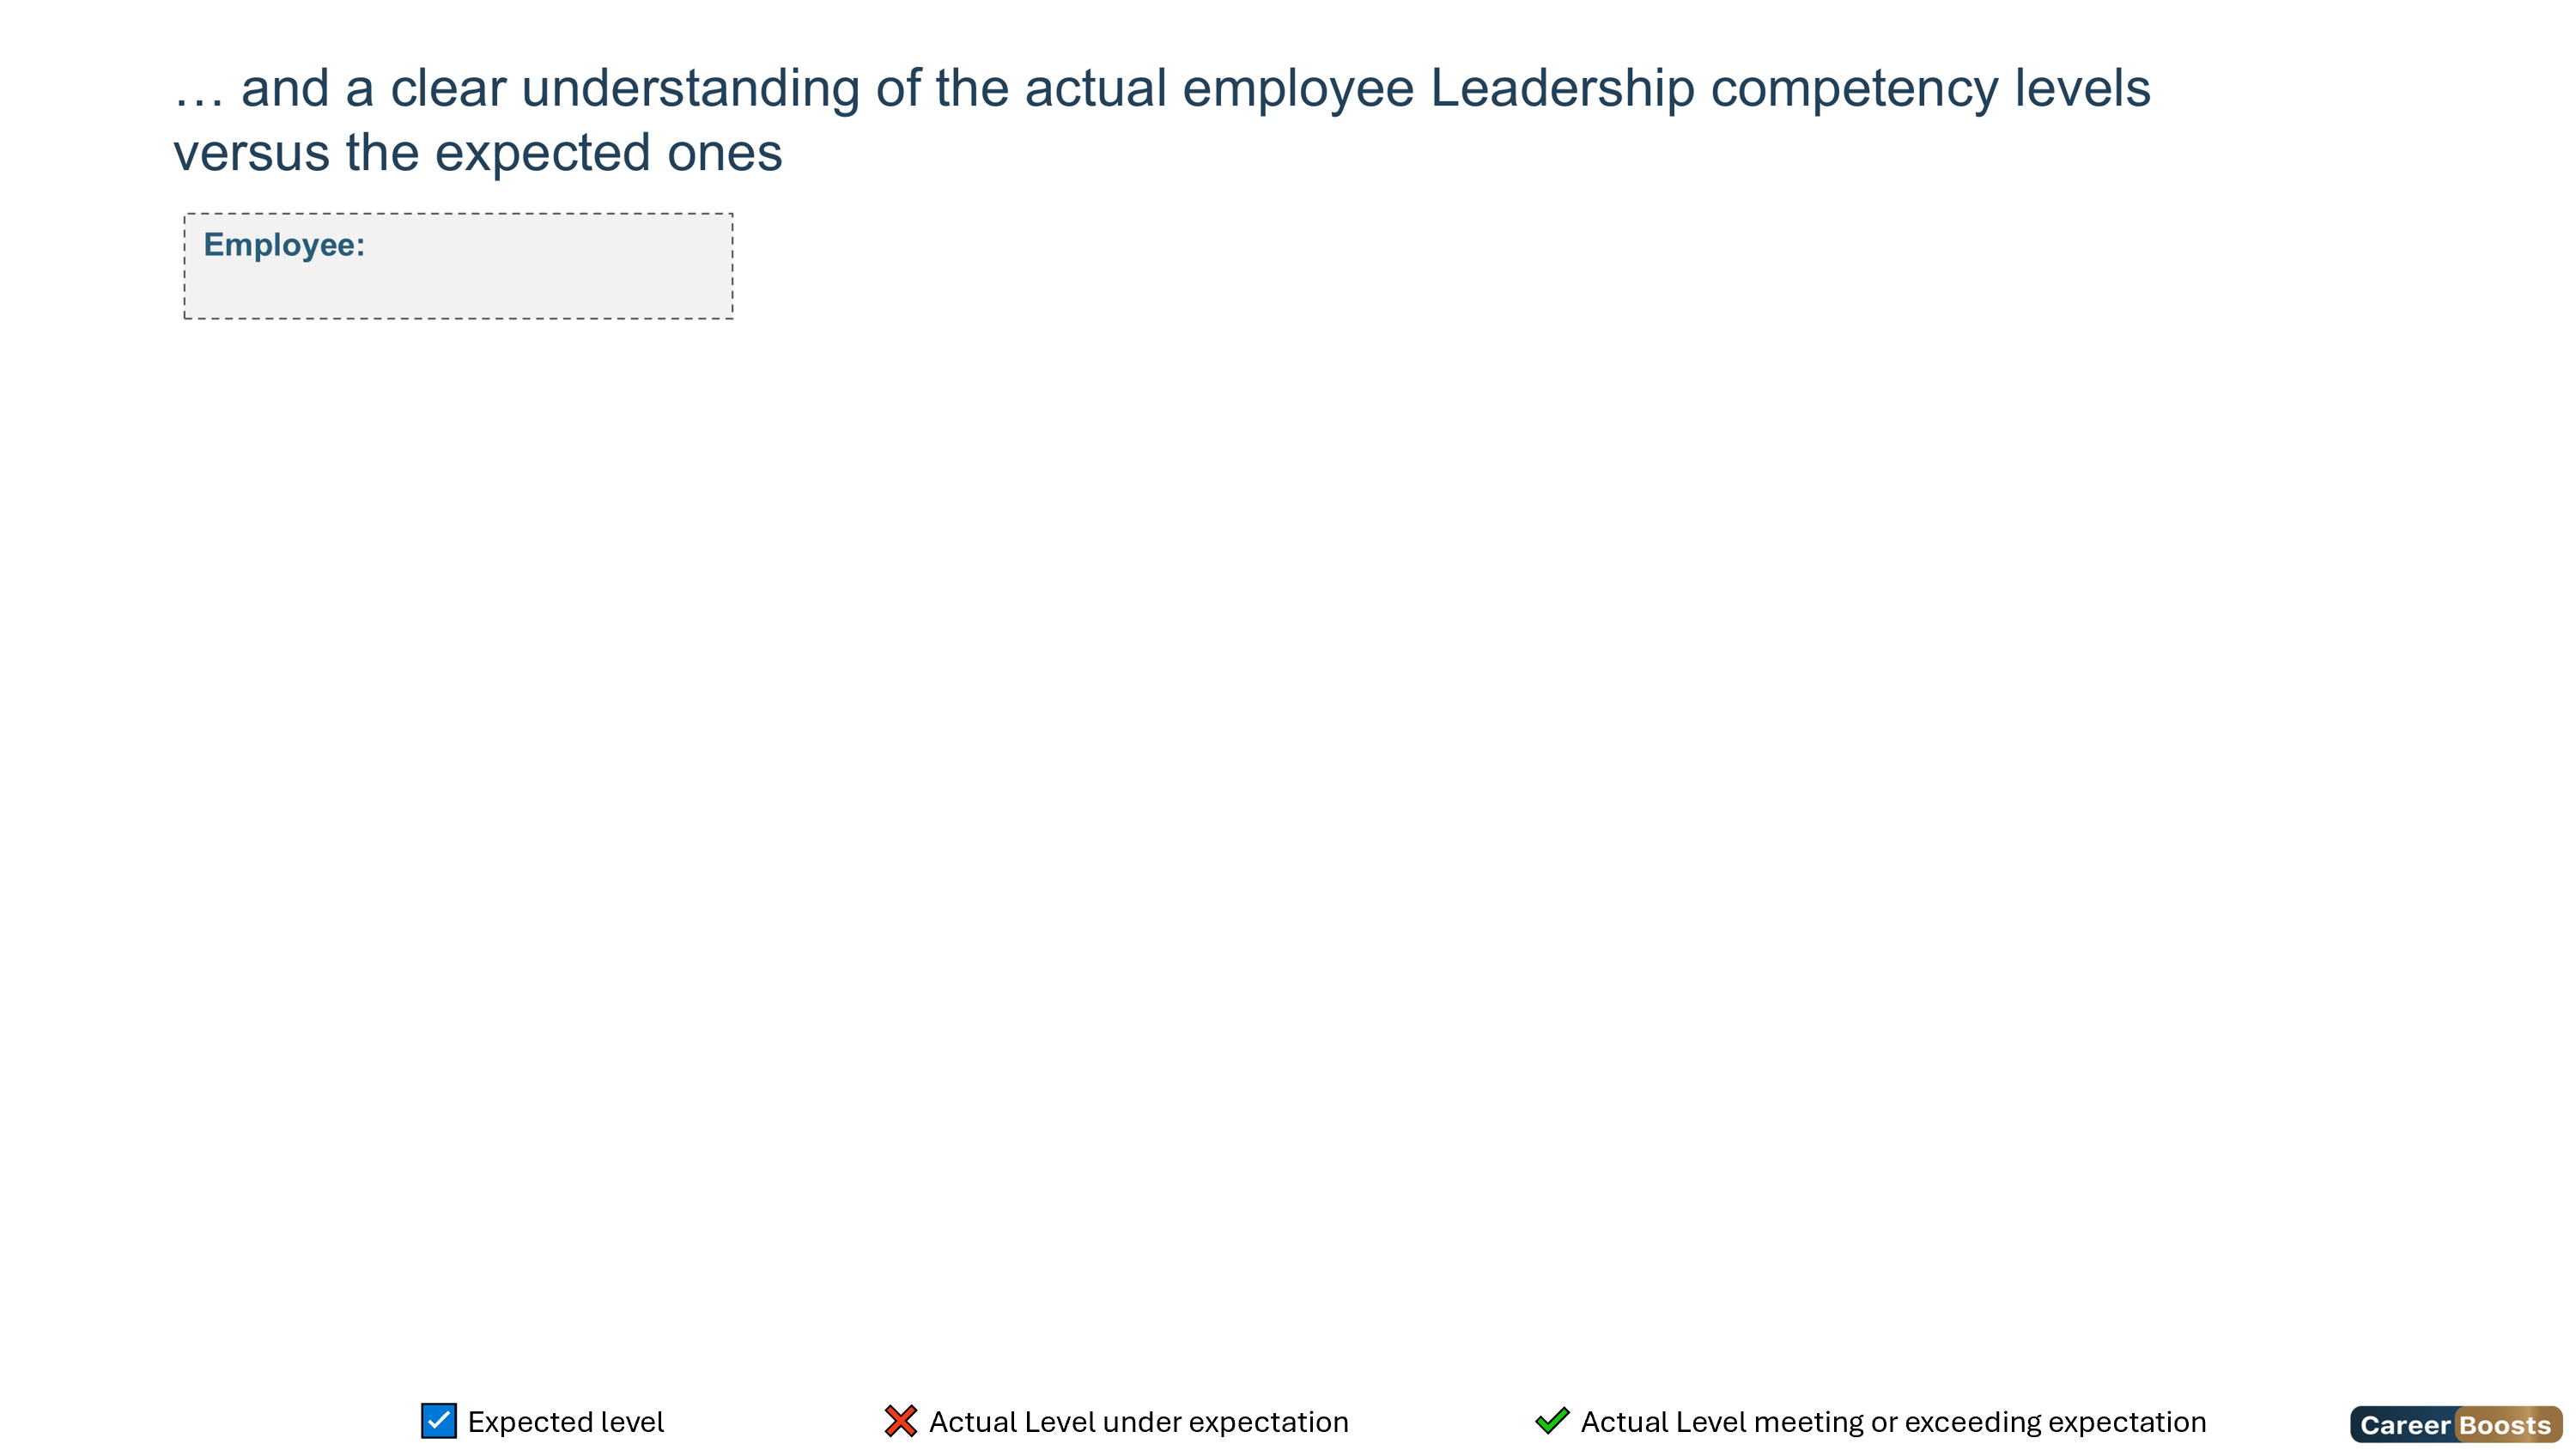 … and a clear understanding of the actual employee Leadership competency levels
versus the expected ones
Employee:
Expected level
Actual Level under expectation
Actual Level meeting or exceeding expectation
Career Boosts